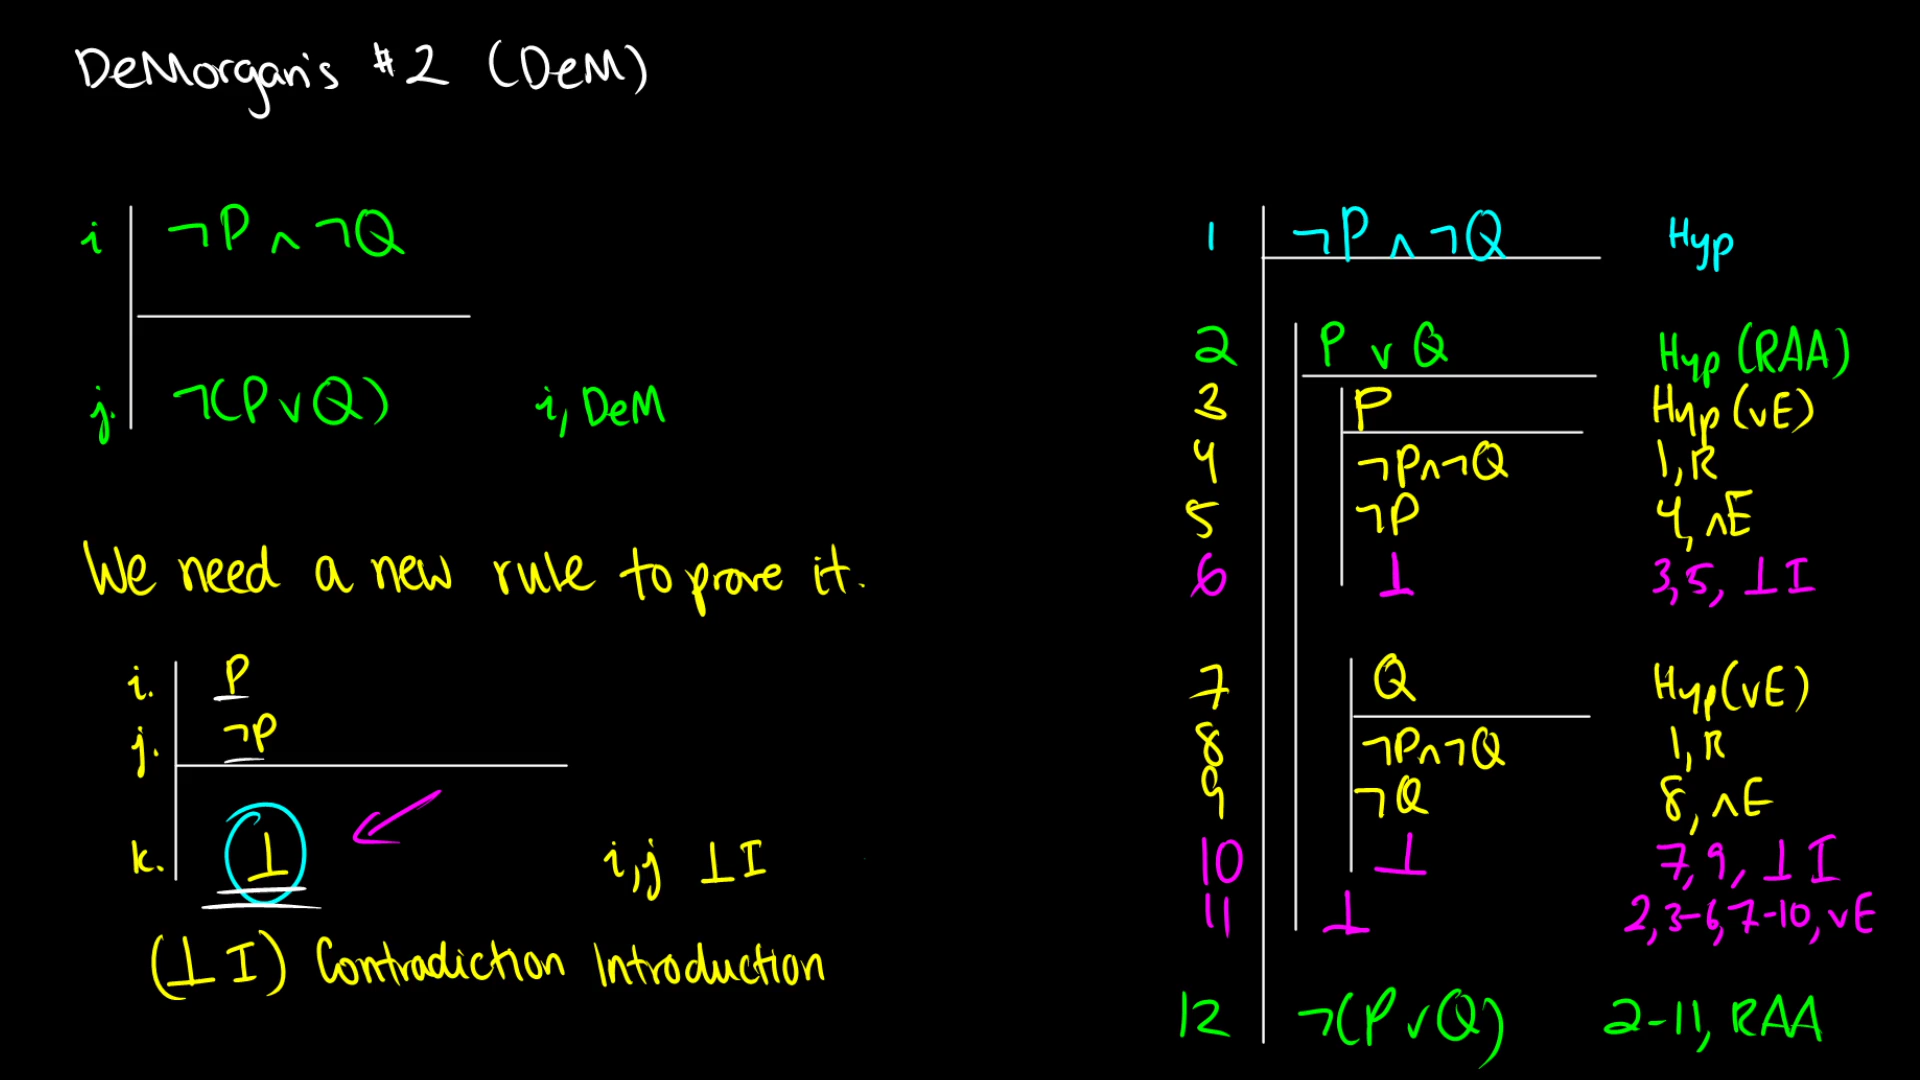 DeMorgan's #2 (DeM)
i ¬P ∧ ¬Q
j. ¬(P ∨ Q) i, DeM
We need a new rule to prove it.
i. P
j. ¬P
k. ⊥ i,j ⊥I
(⊥I) Contradiction Introduction
1 ¬P ∧ ¬Q Hyp
2 P ∨ Q Hyp (RAA)
3 P Hyp (∨E)
4 ¬P∧¬Q 1, R
5 ¬P 4, ∧E
6 ⊥ 3,5, ⊥I
7 Q Hyp(∨E)
8 ¬P∧¬Q 1, R
9 ¬Q 8, ∧E
10 ⊥ 7,9, ⊥I
11 ⊥ 2,3-6,7-10, ∨E
12 ¬(P ∨ Q) 2-11, RAA